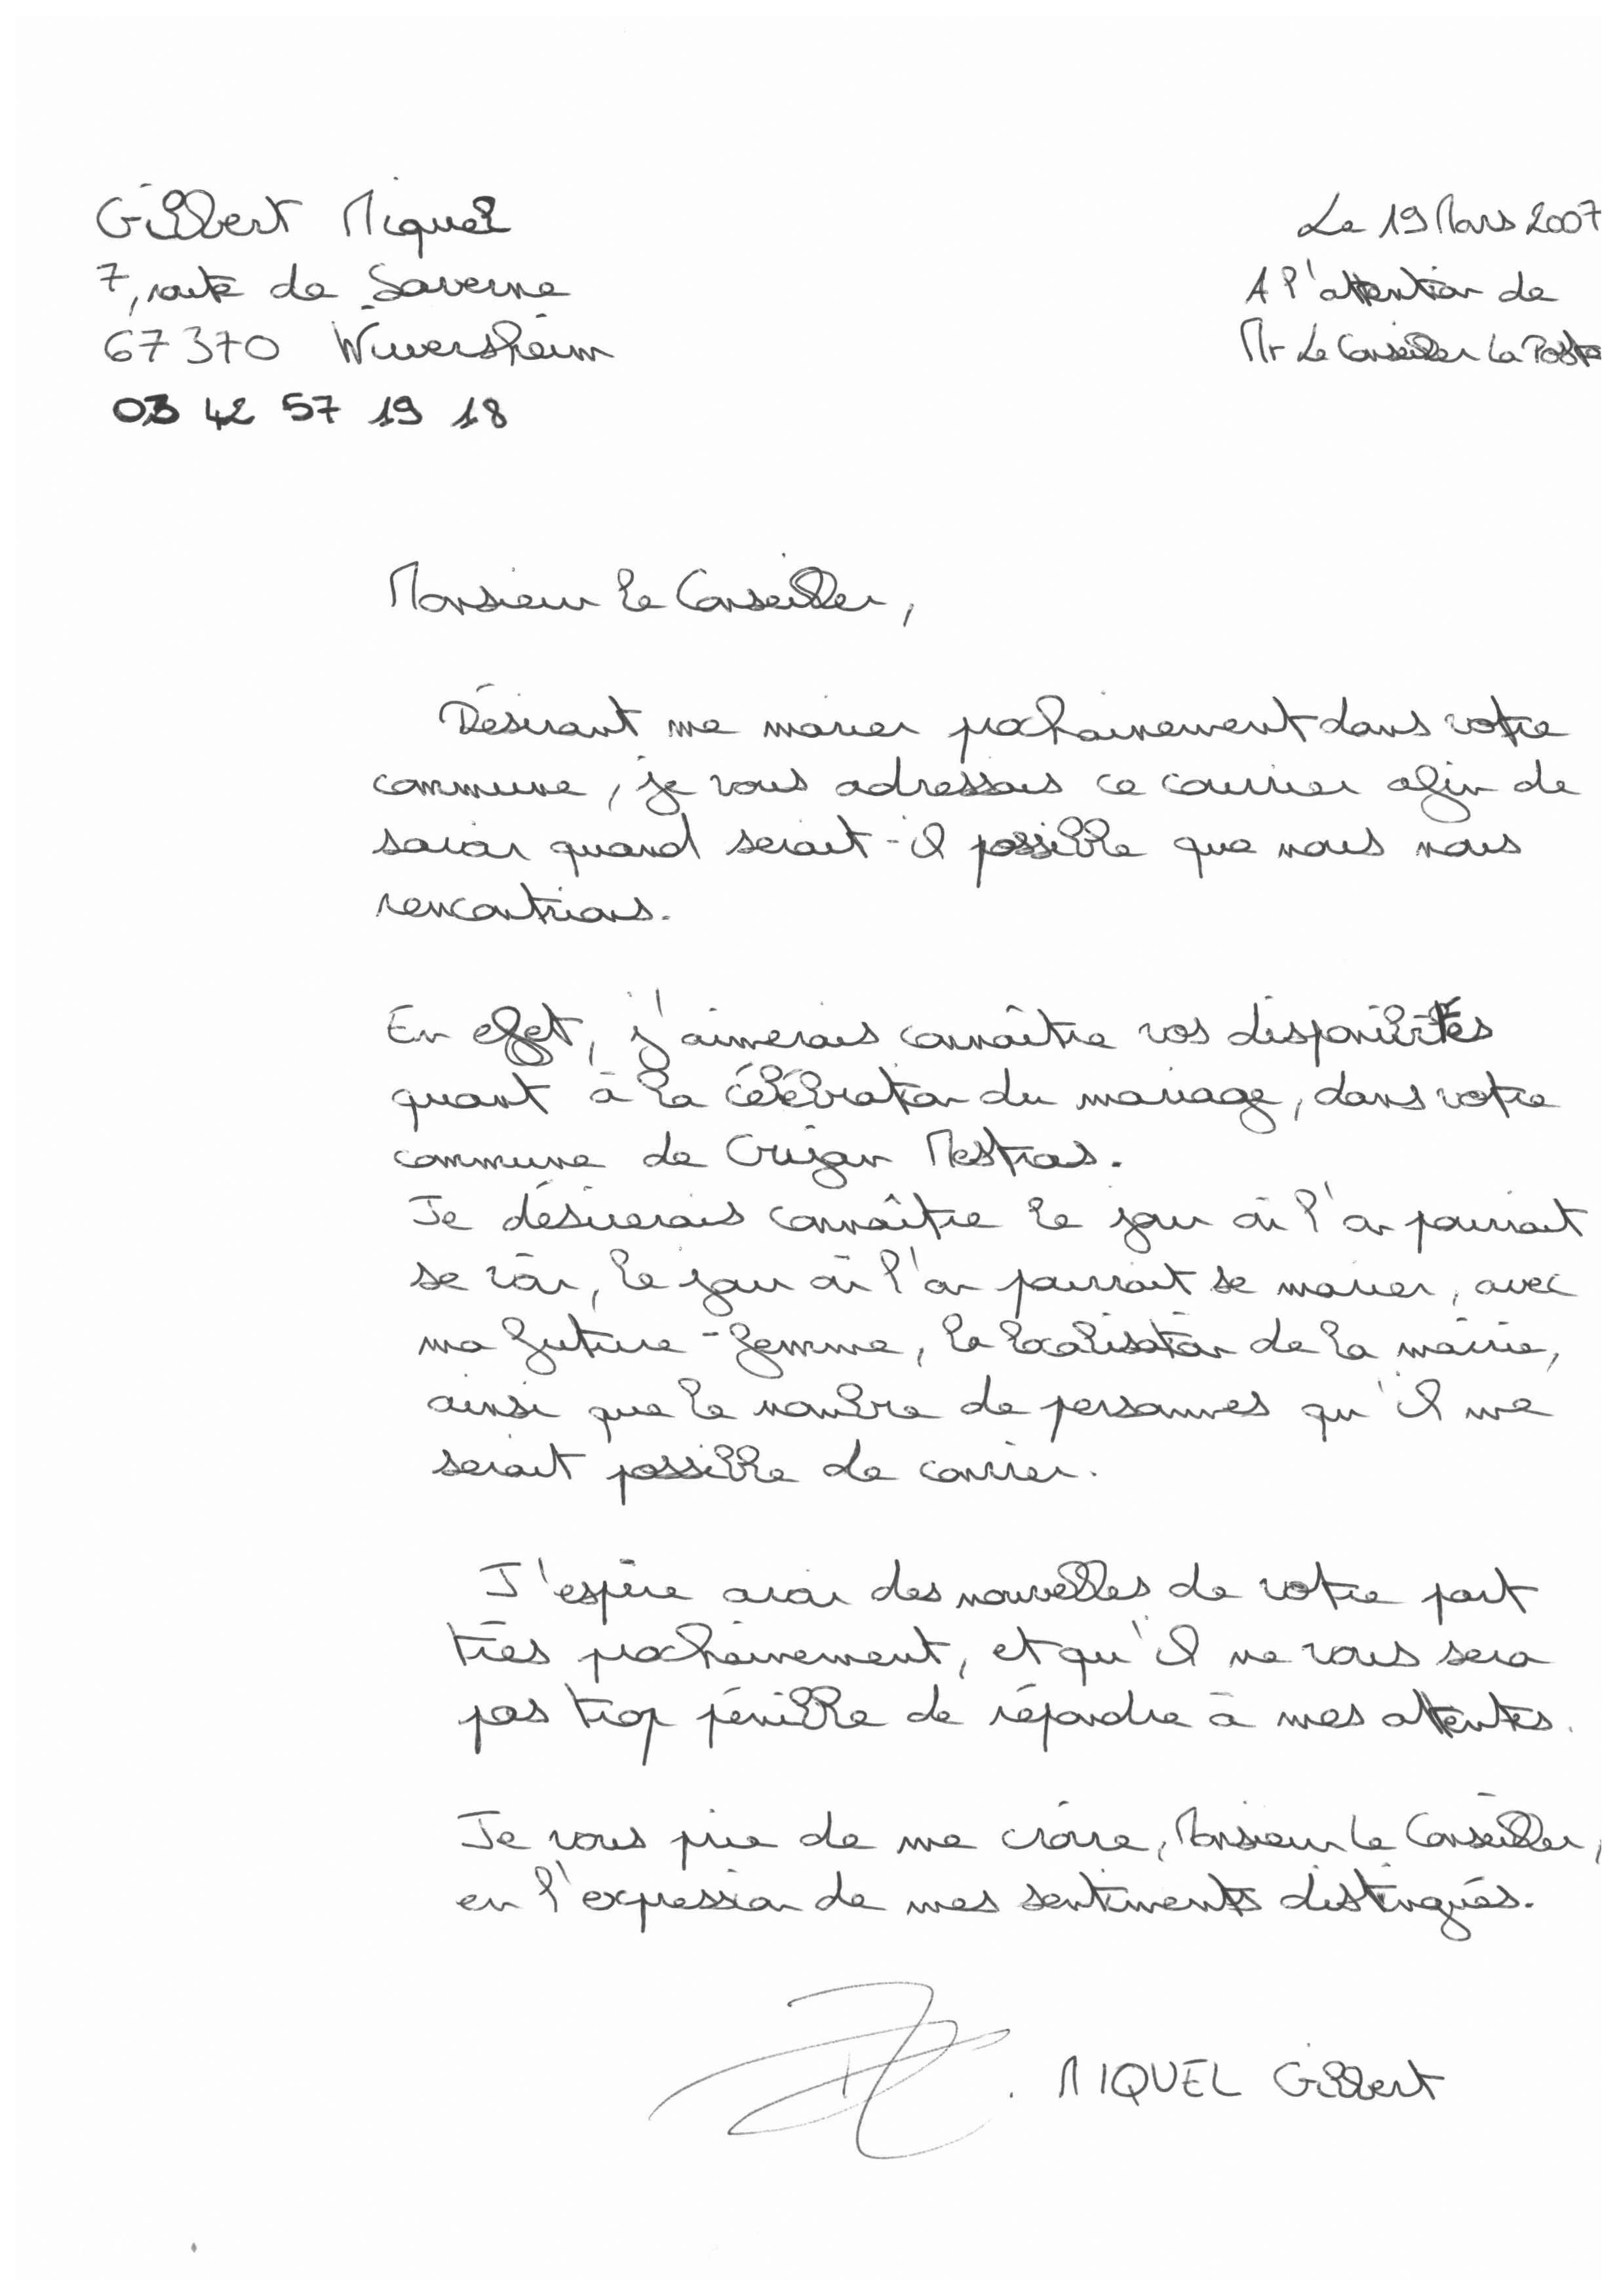 Gilbert Miquel
7, route de Saverne
67370 Wiwersheim
03 42 57 19 18
Le 19 Mars 2007
A l'attention de
Mr Le Conseiller La Poste
Monsieur le Conseiller,
Désirant me marier prochainement dans votre
commune, je vous adressais ce courrier afin de
savoir quand serait-il possible que nous nous
rencontrions.
En effet, j'aimerais connaître vos disponibilités
quant à la célébration du mariage, dans votre
commune de Gujan Mestras.
Je désirerais connaître le jour où l'on pourrait
se voir, le jour où l'on pourrait se marier, avec
ma future-femme, la localisation de la mairie,
ainsi que le nombre de personnes qu'il me
serait possible de convier.
J'espère avoir des nouvelles de votre part
très prochainement, et qu'il ne vous sera
pas trop pénible de répondre à mes attentes.
Je vous prie de me croire, Monsieur Le Conseiller,
en l'expression de mes sentiments distingués.
MIQUEL Gilbert